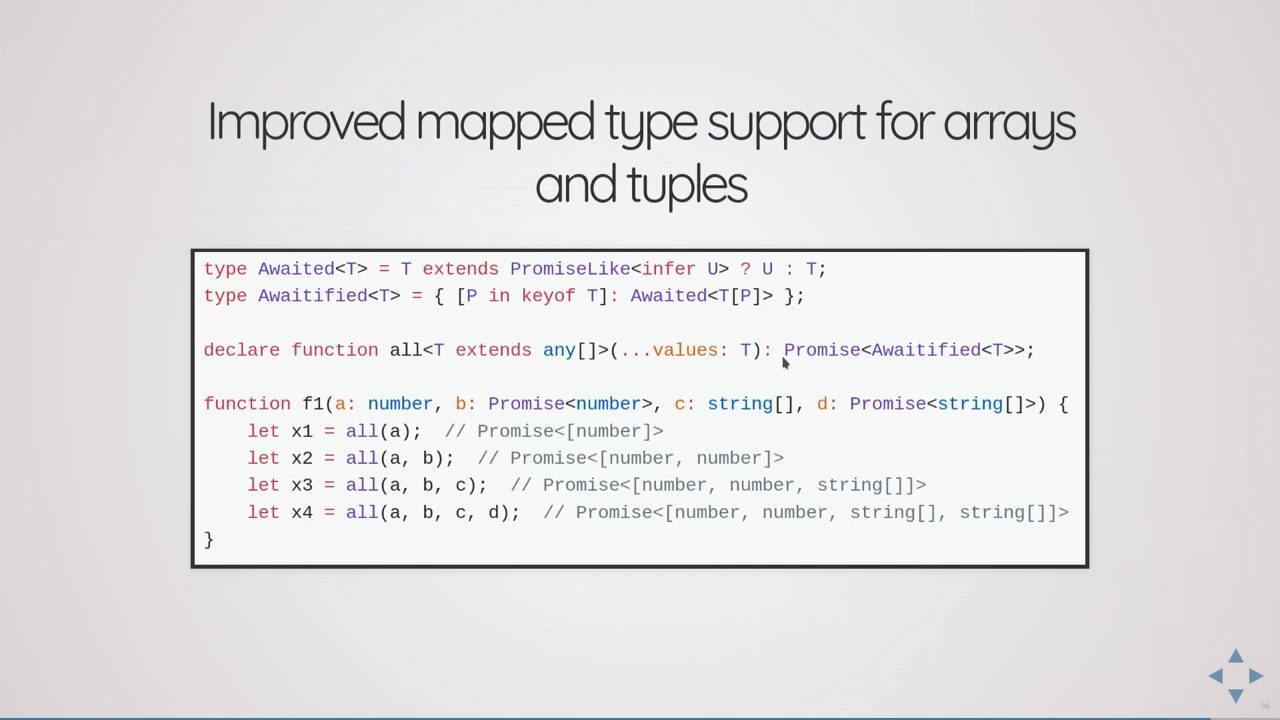 Improved mapped type support for arrays
and tuples
type Awaited<T> = T extends PromiseLike<infer U> ? U : T;
type Awaitified<T> = { [P in keyof T]: Awaited<T[P]> };
declare function all<T extends any[]>(...values: T): Promise<Awaitified<T>>;
function f1(a: number, b: Promise<number>, c: string[], d: Promise<string[]>) {
    let x1 = all(a);  // Promise<[number]>
    let x2 = all(a, b);  // Promise<[number, number]>
    let x3 = all(a, b, c);  // Promise<[number, number, string[]]>
    let x4 = all(a, b, c, d);  // Promise<[number, number, string[], string[]]>
}
36